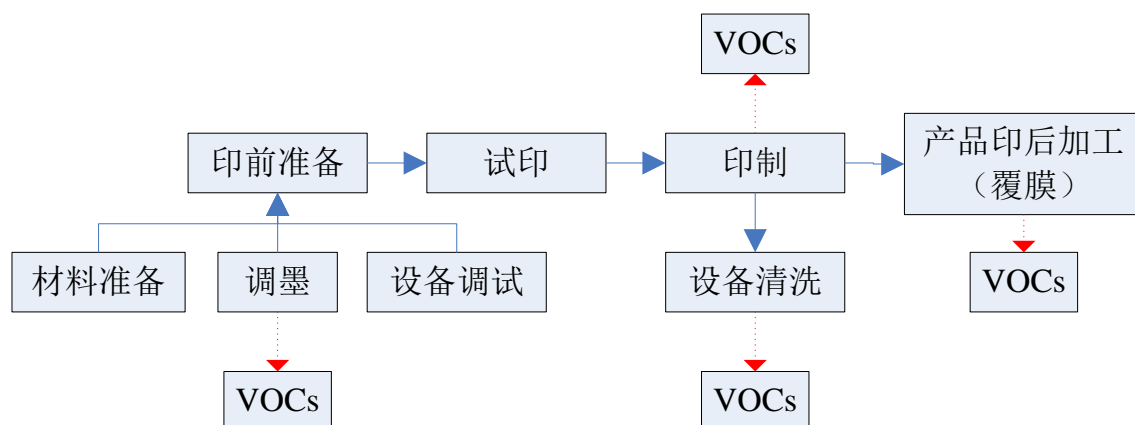 VOCs
印前准备
试印
印制
产品印后加工
（覆膜）
材料准备
调墨
设备调试
设备清洗
VOCs
VOCs
VOCs